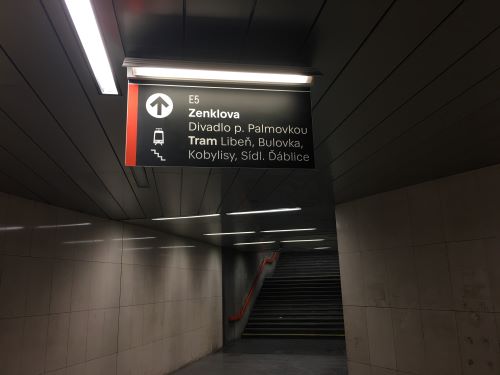 E5
Zenklova
Divadlo p. Palmovkou
Tram Libeň, Bulovka,
Kobylisy, Sídl. Ďáblice